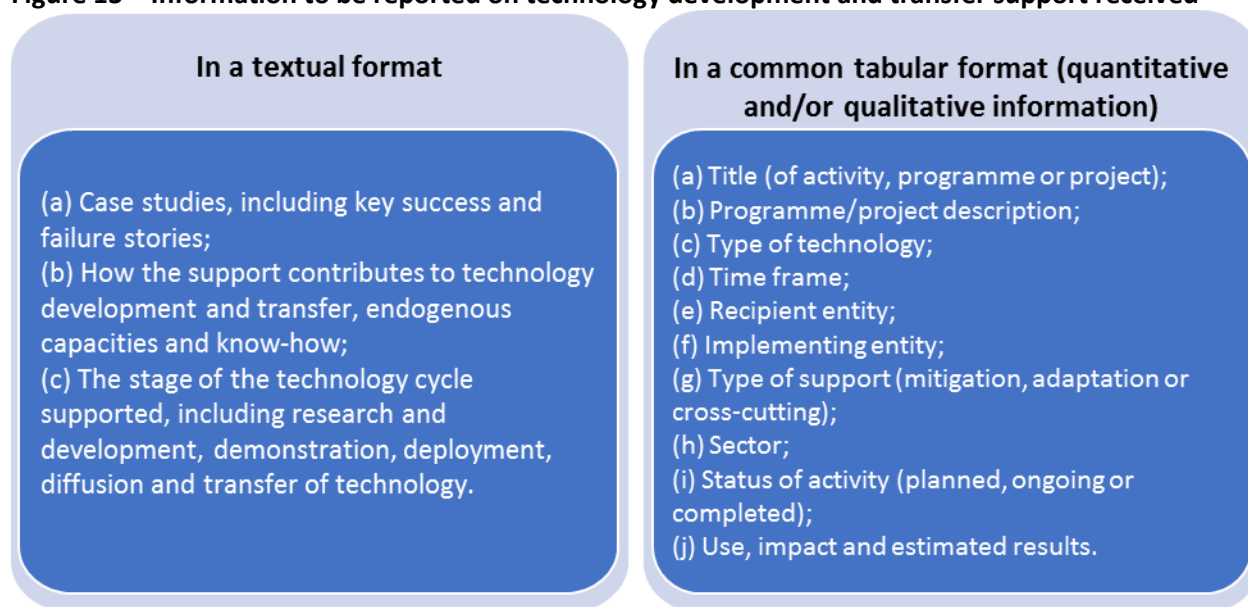 Figure – Information to be reported on technology development and transfer support received
In a textual format
(a) Case studies, including key success and
failure stories;
(b) How the support contributes to technology
development and transfer, endogenous
capacities and know-how;
(c) The stage of the technology cycle
supported, including research and
development, demonstration, deployment,
diffusion and transfer of technology.
In a common tabular format (quantitative
and/or qualitative information)
(a) Title (of activity, programme or project);
(b) Programme/project description;
(c) Type of technology;
(d) Time frame;
(e) Recipient entity;
(f) Implementing entity;
(g) Type of support (mitigation, adaptation or
cross-cutting);
(h) Sector;
(i) Status of activity (planned, ongoing or
completed);
(j) Use, impact and estimated results.